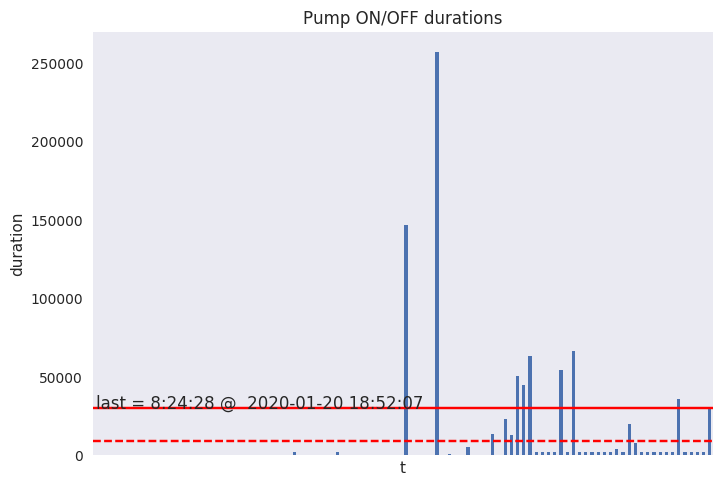 Pump ON/OFF durations
250000
200000
150000
100000
50000
0
duration
last = 8:24:28 @  2020-01-20 18:52:07
t